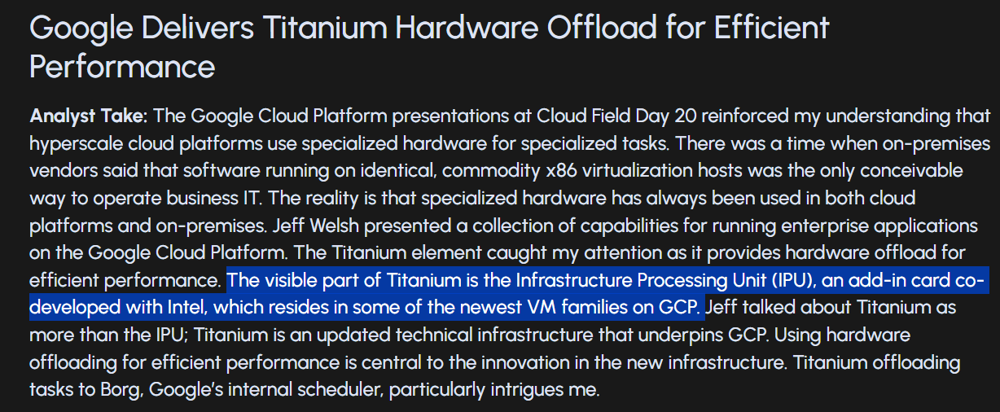 Google Delivers Titanium Hardware Offload for Efficient
Performance
Analyst Take: The Google Cloud Platform presentations at Cloud Field Day 20 reinforced my understanding that
hyperscale cloud platforms use specialized hardware for specialized tasks. There was a time when on-premises
vendors said that software running on identical, commodity x86 virtualization hosts was the only conceivable
way to operate business IT. The reality is that specialized hardware has always been used in both cloud
platforms and on-premises. Jeff Welsh presented a collection of capabilities for running enterprise applications
on the Google Cloud Platform. The Titanium element caught my attention as it provides hardware offload for
efficient performance. The visible part of Titanium is the Infrastructure Processing Unit (IPU), an add-in card co-
developed with Intel, which resides in some of the newest VM families on GCP. Jeff talked about Titanium as
more than the IPU; Titanium is an updated technical infrastructure that underpins GCP. Using hardware
offloading for efficient performance is central to the innovation in the new infrastructure. Titanium offloading
tasks to Borg, Google’s internal scheduler, particularly intrigues me.